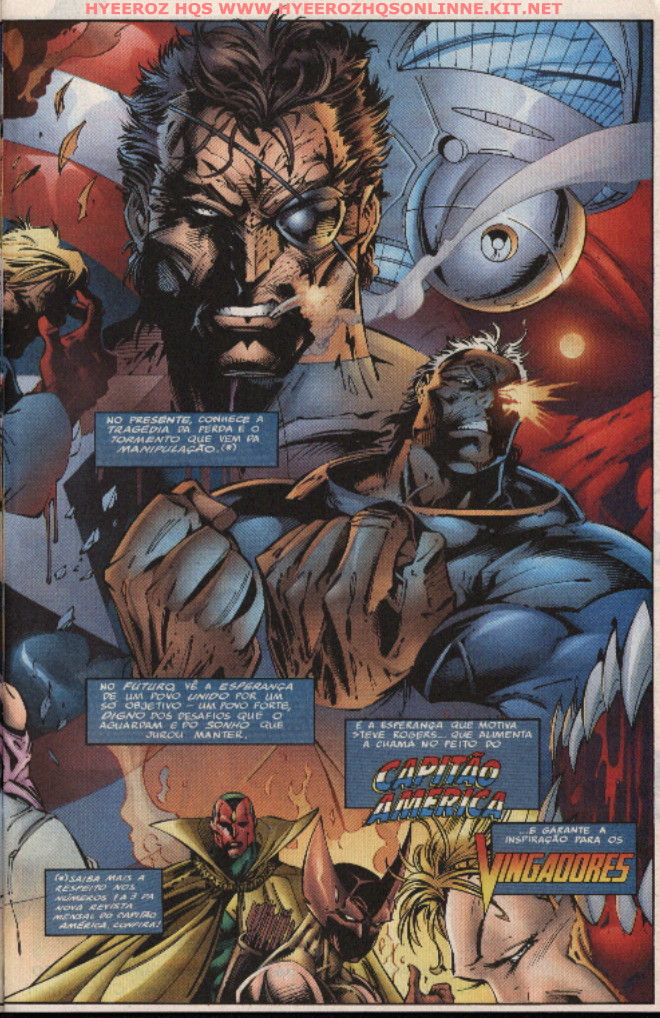 HYEEROZ HQS WWW.HYEEROZHQSONLINNE.KIT.NET
NO PRESENTE, CONHECE A
TRAGÉDIA DA PERDA E O
TORMENTO QUE VEM DA
MANIPULAÇÃO.(*)
NO FUTURO, VÊ A ESPERANÇA
DE UM POVO UNIDO POR UM
SÓ OBJETIVO – UM POVO FORTE,
DIGNO DOS DESAFIOS QUE O
AGUARDAM E DO SONHO QUE
JUROU MANTER.
E A ESPERANÇA QUE MOTIVA
STEVE ROGERS... QUE ALIMENTA
A CHAMA NO PEITO DO
CAPITÃO
AMÉRICA
...E GARANTE A
INSPIRAÇÃO PARA OS
VINGADORES
(*)SAIBA MAIS A
RESPEITO NOS
NÚMEROS 1 A 3 DA
NOVA REVISTA
MENSAL DO CAPITÃO
AMÉRICA. CONFIRA!